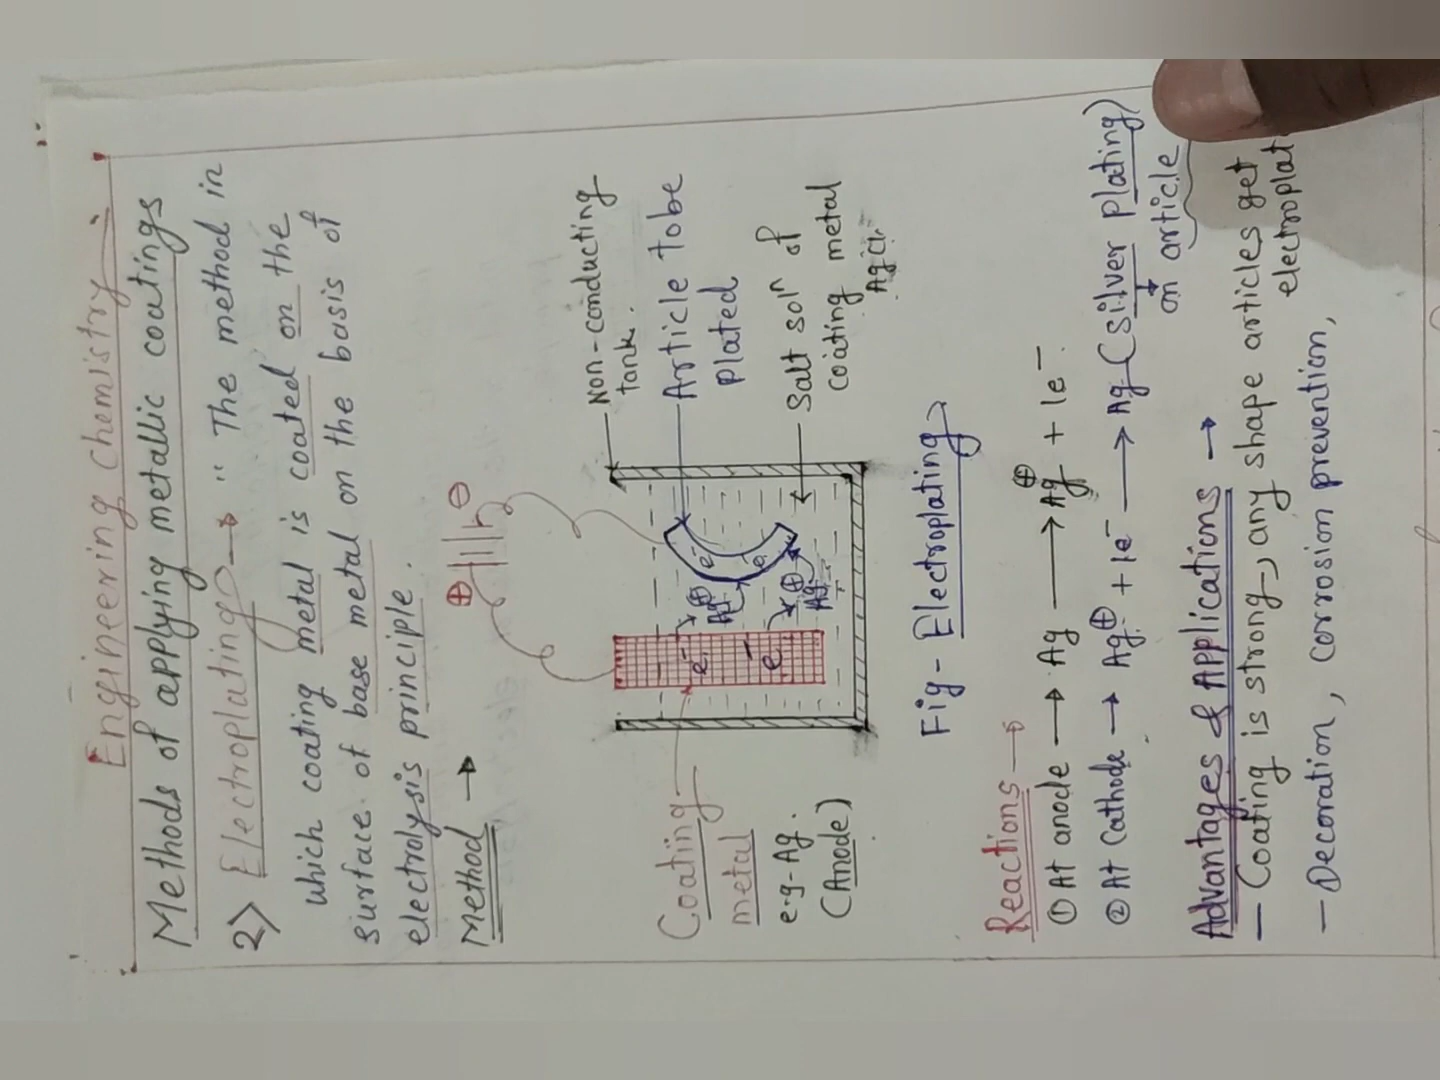 Engineering chemistry
Methods of applying metallic coatings
2) Electroplating → " The method in
which coating metal is coated on the
surface of base metal on the basis of
electrolysis principle.
Method →
⊕ ⊖
Non-conducting
tank.
Coating
metal
e.g-Ag.
(Anode)
Article to be
plated
Salt solⁿ of
coating metal
e⁻ e⁻
Ag⊕ Ag⊕
e⁻ e⁻
Fig - Electroplating
Reactions →
① At anode → Ag → Ag⊕ + 1e⁻
② At Cathode → Ag⊕ + 1e⁻ → Ag (silver plating)
on article
Advantages & Applications →
- Coating is strong, any shape articles get
- Decoration, corrosion prevention,